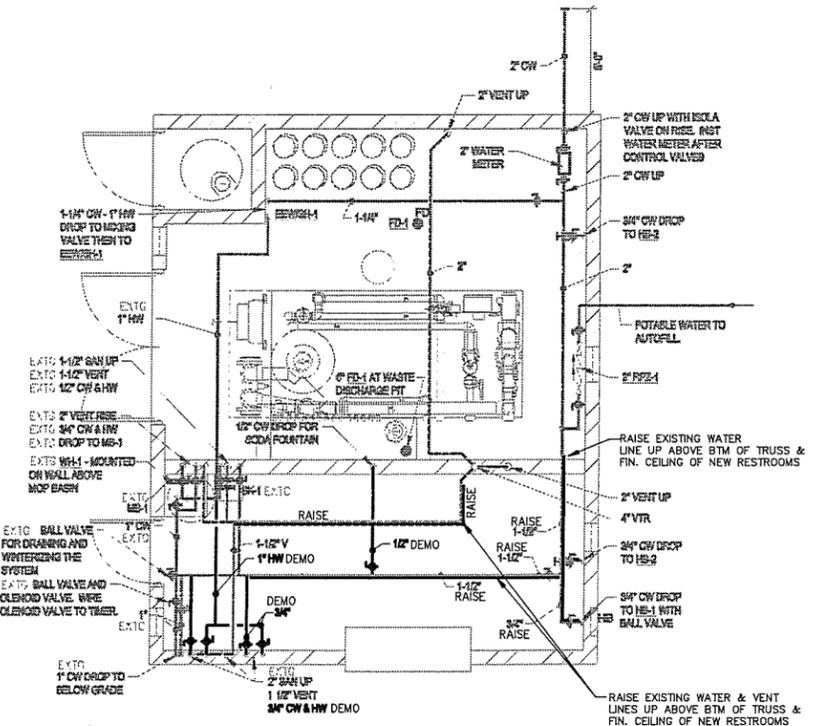 2" CW
6'-0"
2" VENT UP
2" CW UP WITH ISOLA
VALVE ON RISE. INST
WATER METER AFTER
CONTROL VALVES
2" WATER
METER
2" CW UP
1-1/4" CW - 1" HW
DROP TO MIXING
VALVE THEN TO
EEWSH-1
EEWSH-1
1-1/4"
FD
FD-1
3/4" CW DROP
TO HB-2
2"
2"
EXTG
1" HW
POTABLE WATER TO
AUTOFILL
EXTG 1-1/2" SAN UP
EXTG 1-1/2" VENT
EXTG 1/2" CW & HW
6" FD-1 AT WASTE
DISCHARGE PIT
2" RPZ-1
EXTG 2" VENT RISE
EXTG 3/4" CW & HW
EXTG DROP TO MB-1
1/2" CW DROP FOR
SODA FOUNTAIN
RAISE EXISTING WATER
LINE UP ABOVE BTM OF TRUSS &
FIN. CEILING OF NEW RESTROOMS
EXTG WH-1 - MOUNTED
ON WALL ABOVE
MOP BASIN
EXTG
MB-1
EXTG
RAISE
RAISE
2" VENT UP
4" VTR
1" CW
EXTG
EXTG BALL VALVE
FOR DRAINING AND
WINTERIZING THE
SYSTEM
RAISE
1-1/2"
1-1/2" V
1/2" DEMO
1" HW DEMO
RAISE
1-1/2"
3/4" CW DROP
TO HB-2
EXTG BALL VALVE AND
SOLENOID VALVE. WIRE
SOLENOID VALVE TO TIMER.
1-1/2"
RAISE
DEMO
3/4"
3/4" CW DROP
TO HB-1 WITH
BALL VALVE
HB
1"
EXTG
3/4"
RAISE
EXTG
1" CW DROP TO
BELOW GRADE
EXTG
2" SAN UP
1 1/2" VENT
3/4" CW & HW DEMO
RAISE EXISTING WATER & VENT
LINES UP ABOVE BTM OF TRUSS &
FIN. CEILING OF NEW RESTROOMS